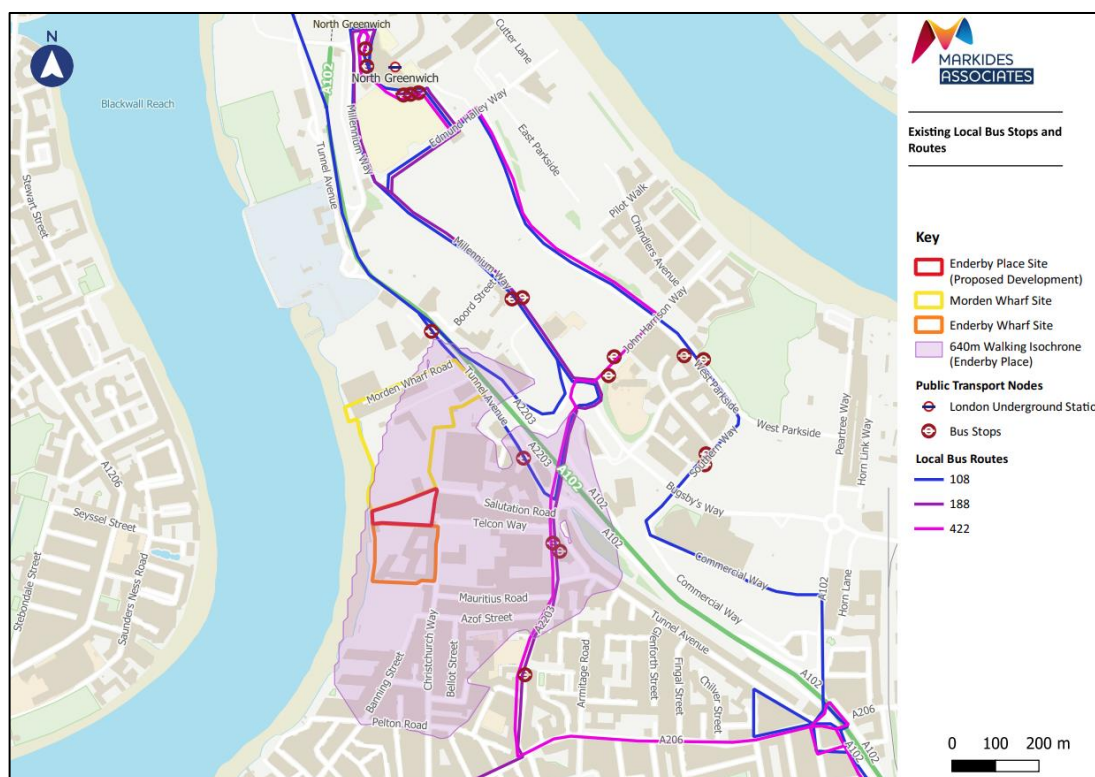 North Greenwich
N
A102
Cutter Lane
North Greenwich
Blackwall Reach
Millennium Way
Edmund Halley Way
East Parkside
Tunnel Avenue
Stewart Street
Pilot Walk
Chandlers Avenue
Millennium Way
Boord Street
John Harrison Way
Morden Wharf Road
Tunnel Avenue
A2203
West Parkside
West Parkside
Peartree Way
Horn Link Way
A1206
A2203
A102
Southern Way
Seyssel Street
A102
Bugsby's Way
Salutation Road
Telcon Way
A102
Stebondale Street
Saunders Ness Road
Commercial Way
Commercial Way
A102
Horn Lane
Mauritius Road
Azof Street
A2203
Tunnel Avenue
Christchurch Way
Bellot Street
Banning Street
Armitage Road
Glenforth Street
Fingal Street
Chilver Street
A102
A206
Pelton Road
A206
A102
A102
MARKIDES
ASSOCIATES
Existing Local Bus Stops and
Routes
Key
Enderby Place Site
(Proposed Development)
Morden Wharf Site
Enderby Wharf Site
640m Walking Isochrone
(Enderby Place)
Public Transport Nodes
London Underground Stati
Bus Stops
Local Bus Routes
108
188
422
0 100 200 m